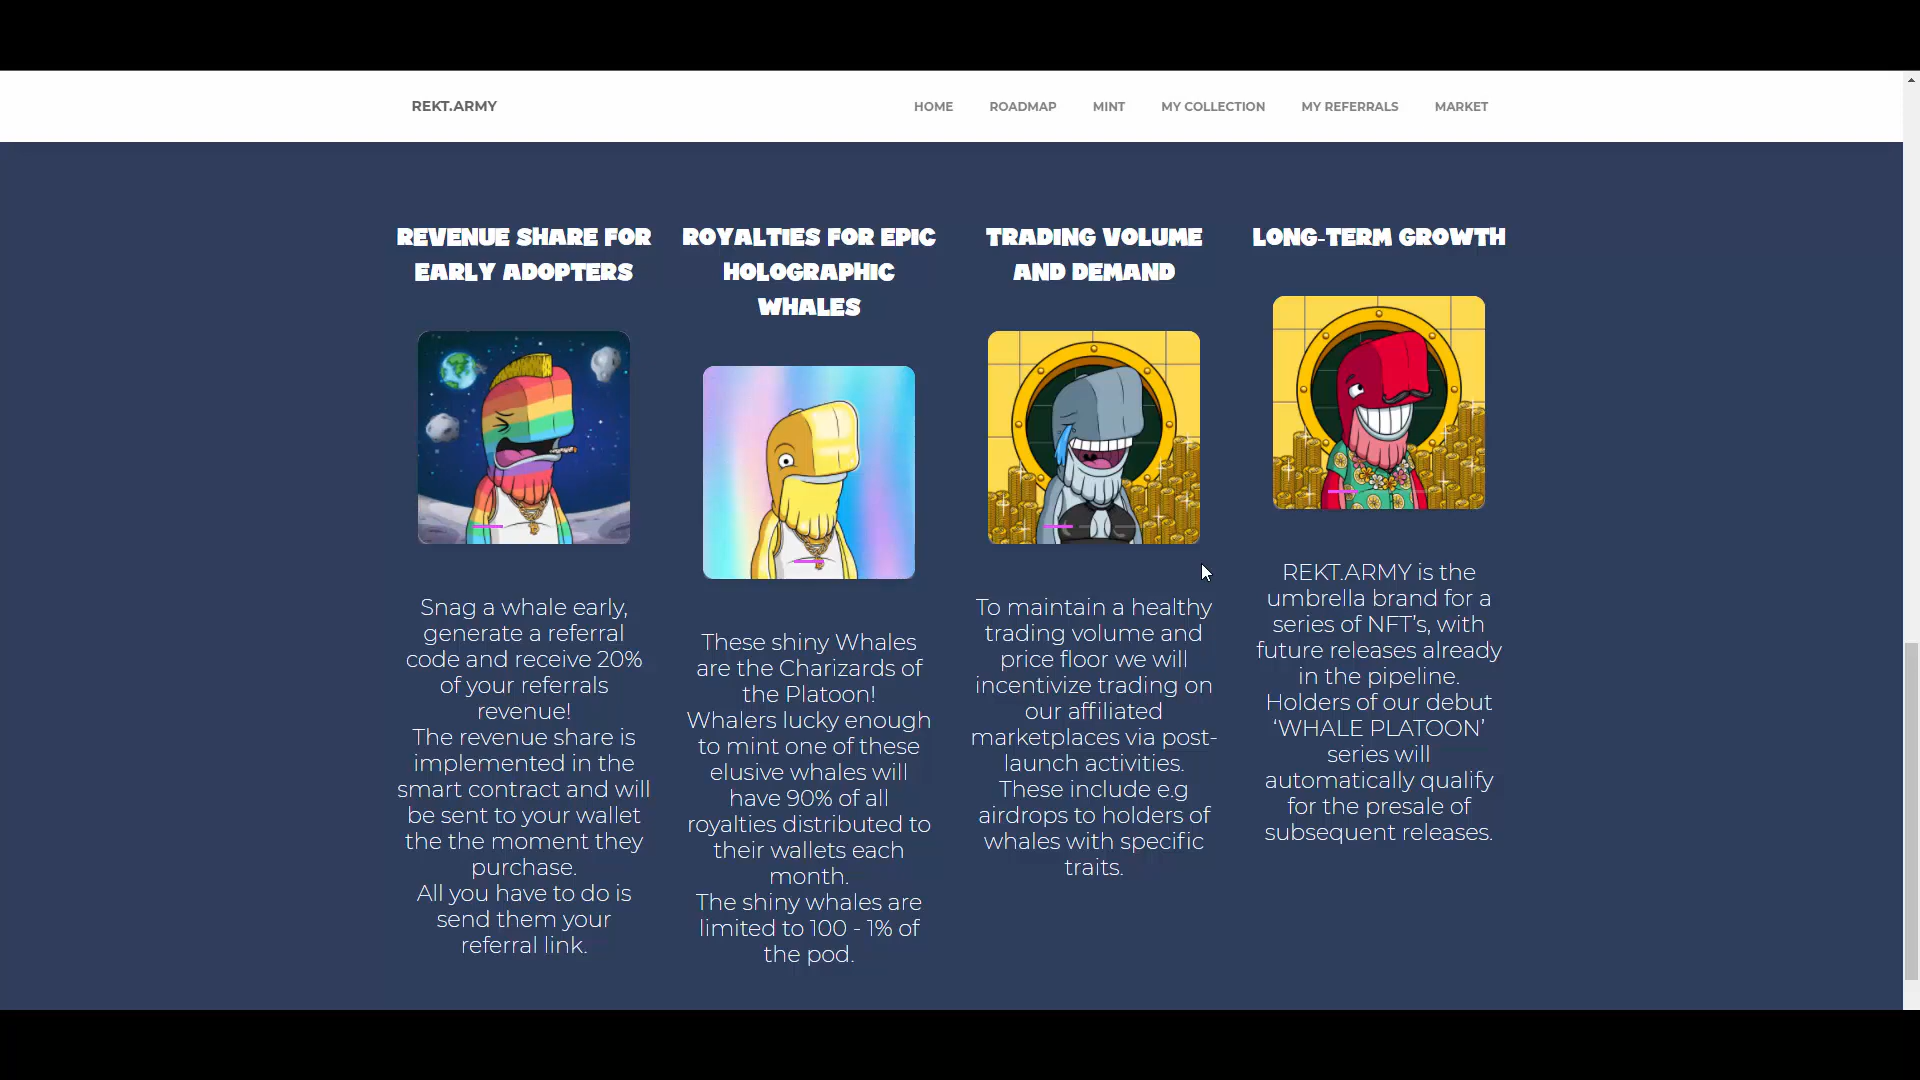 REKT.ARMY
HOME
ROADMAP
MINT
MY COLLECTION
MY REFERRALS
MARKET
REVENUE SHARE FOR
EARLY ADOPTERS
Snag a whale early,
generate a referral
code and receive 20%
of your referrals
revenue!
The revenue share is
implemented in the
smart contract and will
be sent to your wallet
the the moment they
purchase.
All you have to do is
send them your
referral link.
ROYALTIES FOR EPIC
HOLOGRAPHIC
WHALES
These shiny Whales
are the Charizards of
the Platoon!
Whalers lucky enough
to mint one of these
elusive whales will
have 90% of all
royalties distributed to
their wallets each
month.
The shiny whales are
limited to 100 - 1% of
the pod.
TRADING VOLUME
AND DEMAND
To maintain a healthy
trading volume and
price floor we will
incentivize trading on
our affiliated
marketplaces via post-
launch activities.
These include e.g
airdrops to holders of
whales with specific
traits.
LONG-TERM GROWTH
REKT.ARMY is the
umbrella brand for a
series of NFT’s, with
future releases already
in the pipeline.
Holders of our debut
‘WHALE PLATOON’
series will
automatically qualify
for the presale of
subsequent releases.